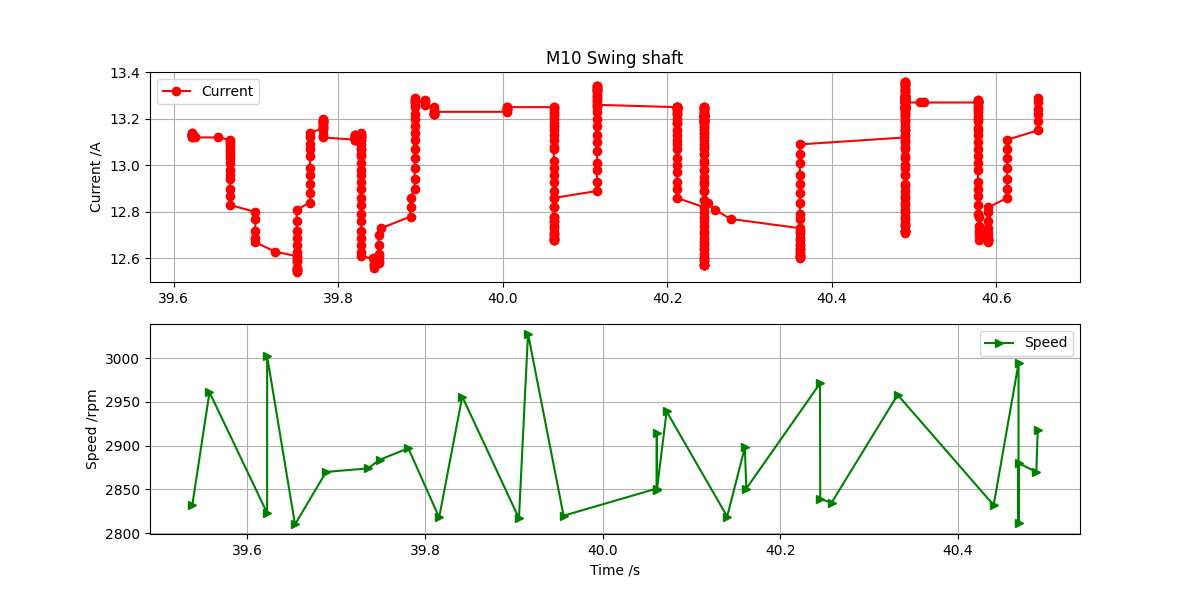 M10 Swing shaft
Current
Current /A
13.4
13.2
13.0
12.8
12.6
39.6 39.8 40.0 40.2 40.4 40.6
Speed
Speed /rpm
3000
2950
2900
2850
2800
39.6 39.8 40.0 40.2 40.4
Time /s